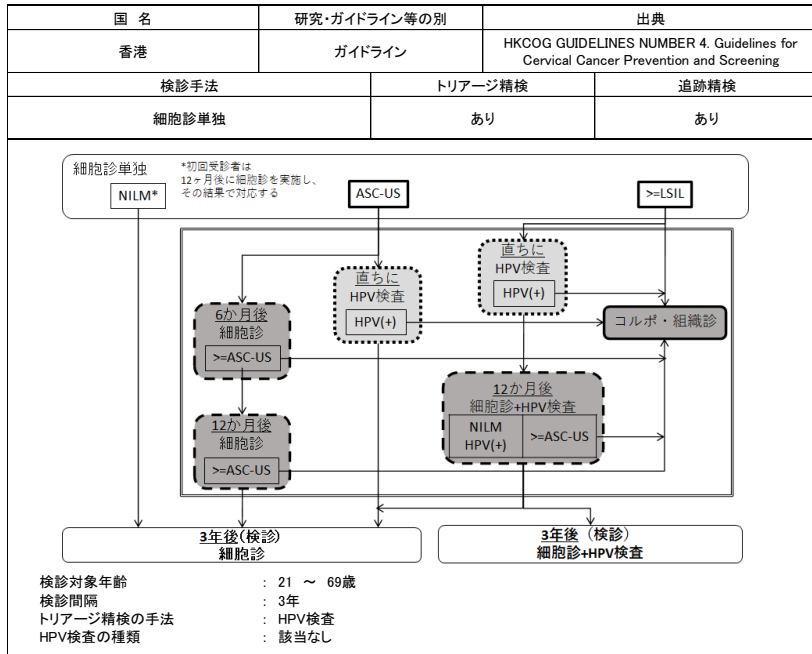 国 名
研究・ガイドライン等の別
出典
香港
ガイドライン
HKCOG GUIDELINES NUMBER 4. Guidelines for
Cervical Cancer Prevention and Screening
検診手法
トリアージ精検
追跡精検
細胞診単独
あり
あり
細胞診単独
*初回受診者は
12ヶ月後に細胞診を実施し、
その結果で対応する
NILM*
ASC-US
>=LSIL
直ちに
HPV検査
HPV(+)
直ちに
HPV検査
HPV(+)
6か月後
細胞診
>=ASC-US
コルポ・組織診
12か月後
細胞診+HPV検査
NILM
HPV(+)
>=ASC-US
12か月後
細胞診
>=ASC-US
3年後(検診)
細胞診
3年後（検診）
細胞診+HPV検査
検診対象年齢 : 21 ～ 69歳
検診間隔 : 3年
トリアージ精検の手法 : HPV検査
HPV検査の種類 : 該当なし